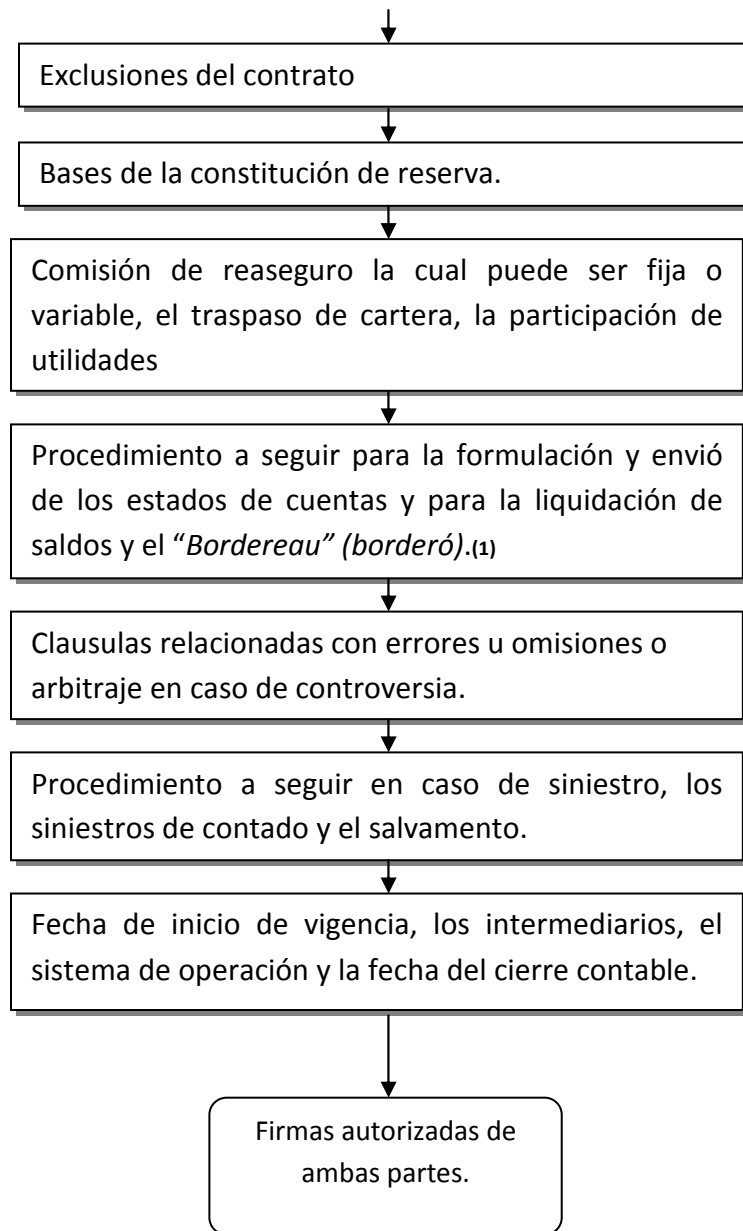 Exclusiones del contrato
Bases de la constitución de reserva.
Comisión de reaseguro la cual puede ser fija o
variable, el traspaso de cartera, la participación de
utilidades
Procedimiento a seguir para la formulación y envió
de los estados de cuentas y para la liquidación de
saldos y el “Bordereau” (borderó).(1)
Clausulas relacionadas con errores u omisiones o
arbitraje en caso de controversia.
Procedimiento a seguir en caso de siniestro, los
siniestros de contado y el salvamento.
Fecha de inicio de vigencia, los intermediarios, el
sistema de operación y la fecha del cierre contable.
Firmas autorizadas de
ambas partes.